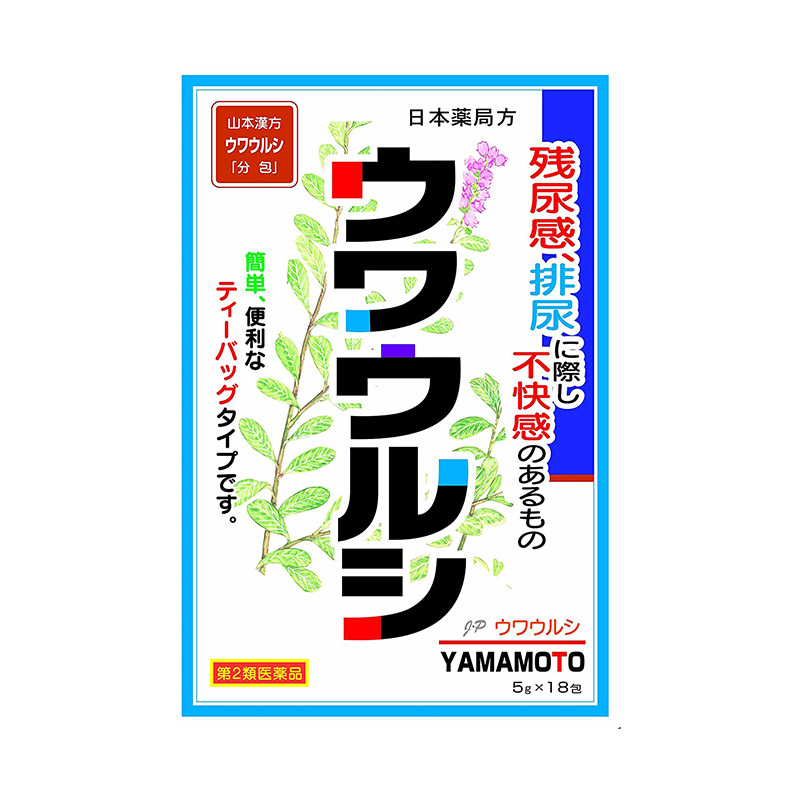 山本漢方
ウワウルシ
「分 包」
日本薬局方
残尿感、排尿に際し
不快感のあるもの
ウワウルシ
簡単、便利な
ティーバッグタイプです。
J・P ウワウルシ
YAMAMOTO
5g×18包
第2類医薬品